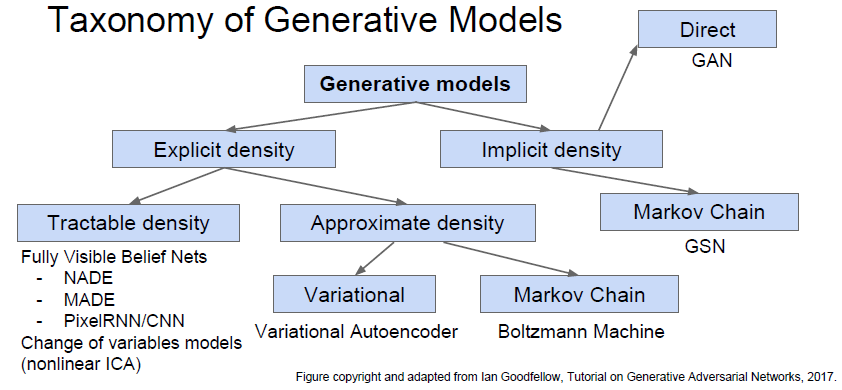 Taxonomy of Generative Models
Direct
GAN
Generative models
Explicit density
Implicit density
Tractable density
Approximate density
Markov Chain
GSN
Fully Visible Belief Nets
- NADE
- MADE
- PixelRNN/CNN
Change of variables models
(nonlinear ICA)
Variational
Variational Autoencoder
Markov Chain
Boltzmann Machine
Figure copyright and adapted from Ian Goodfellow, Tutorial on Generative Adversarial Networks, 2017.